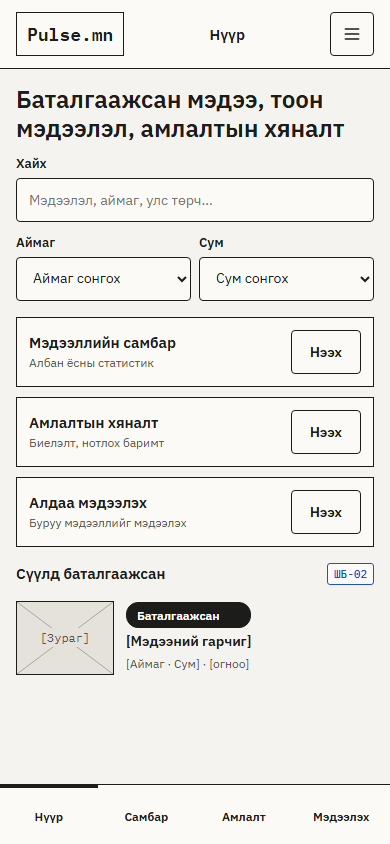 Pulse.mn
Нүүр
Баталгаажсан мэдээ, тоон
мэдээлэл, амлалтын хяналт
Хайх
Мэдээлэл, аймаг, улс төрч...
Аймаг
Сум
Аймаг сонгох
Сум сонгох
Мэдээллийн самбар
Албан ёсны статистик
Нээх
Амлалтын хяналт
Биелэлт, нотлох баримт
Нээх
Алдаа мэдээлэх
Буруу мэдээллийг мэдээлэх
Нээх
Сүүлд баталгаажсан
ШБ-02
[Зураг]
Баталгаажсан
[Мэдээний гарчиг]
[Аймаг · Сум] · [огноо]
Нүүр
Самбар
Амлалт
Мэдээлэх